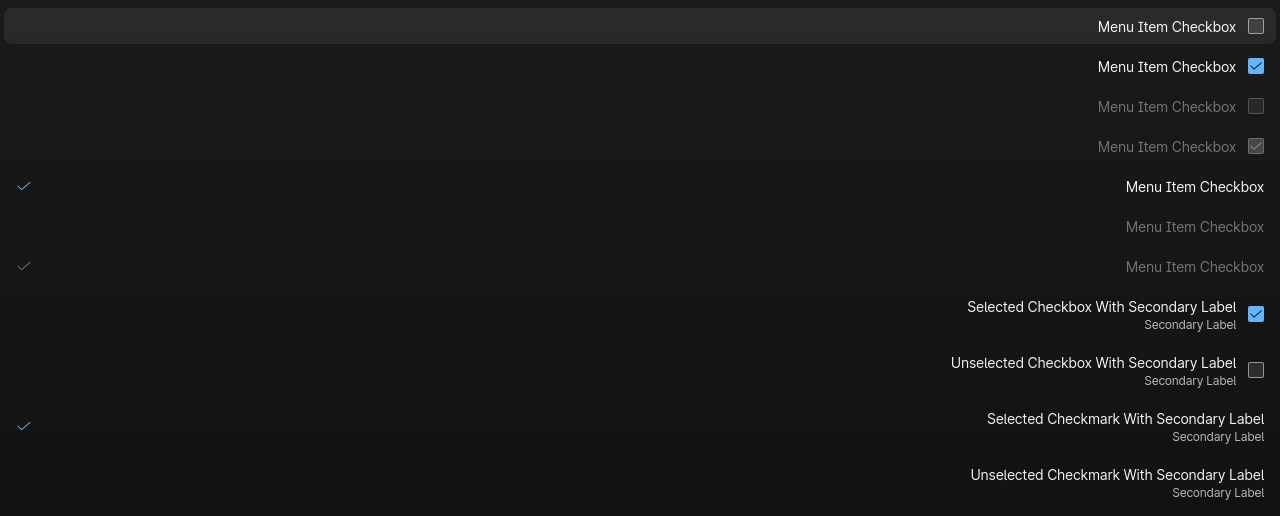 Menu Item Checkbox
Menu Item Checkbox
Menu Item Checkbox
Menu Item Checkbox
Menu Item Checkbox
Menu Item Checkbox
Menu Item Checkbox
Selected Checkbox With Secondary Label
Secondary Label
Unselected Checkbox With Secondary Label
Secondary Label
Selected Checkmark With Secondary Label
Secondary Label
Unselected Checkmark With Secondary Label
Secondary Label